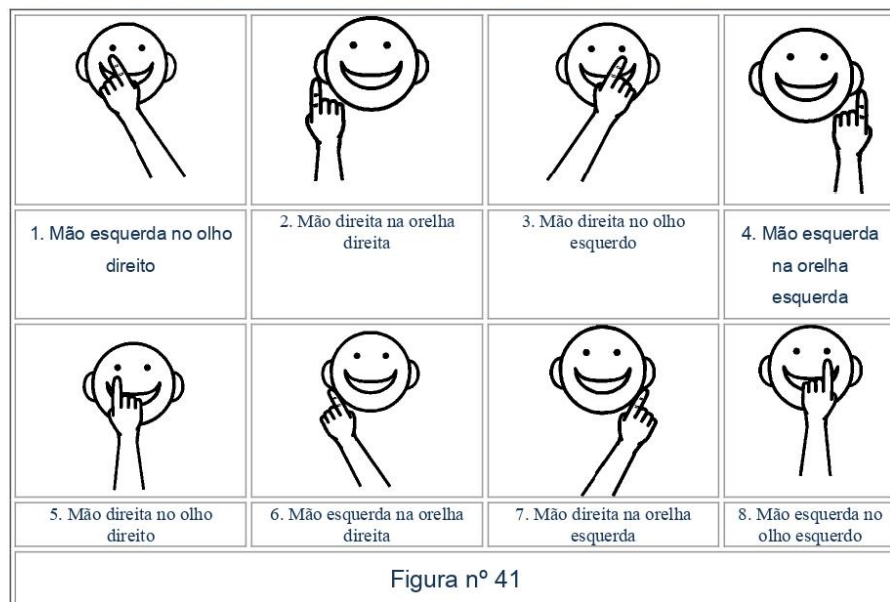 1. Mão esquerda no olho
direito
2. Mão direita na orelha
direita
3. Mão direita no olho
esquerdo
4. Mão esquerda
na orelha
esquerda
5. Mão direita no olho
direito
6. Mão esquerda na orelha
direita
7. Mão direita na orelha
esquerda
8. Mão esquerda no
olho esquerdo
Figura nº 41